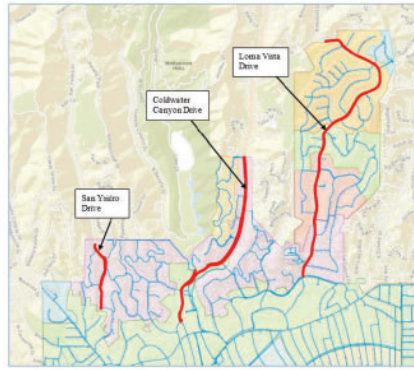 Loma Vista
Drive
Coldwater
Canyon Drive
San Ysidro
Drive